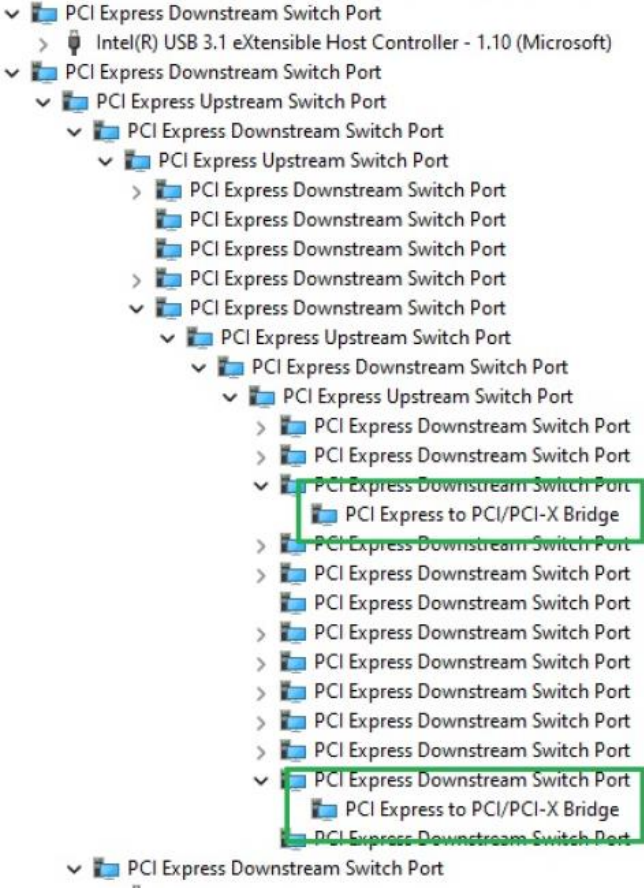 PCI Express Downstream Switch Port
Intel(R) USB 3.1 eXtensible Host Controller - 1.10 (Microsoft)
PCI Express Downstream Switch Port
PCI Express Upstream Switch Port
PCI Express Downstream Switch Port
PCI Express Upstream Switch Port
PCI Express Downstream Switch Port
PCI Express Downstream Switch Port
PCI Express Downstream Switch Port
PCI Express Downstream Switch Port
PCI Express Downstream Switch Port
PCI Express Upstream Switch Port
PCI Express Downstream Switch Port
PCI Express Upstream Switch Port
PCI Express Downstream Switch Port
PCI Express Downstream Switch Port
PCI Express Downstream Switch Port
PCI Express to PCI/PCI-X Bridge
PCI Express Downstream Switch Port
PCI Express Downstream Switch Port
PCI Express Downstream Switch Port
PCI Express Downstream Switch Port
PCI Express Downstream Switch Port
PCI Express Downstream Switch Port
PCI Express Downstream Switch Port
PCI Express Downstream Switch Port
PCI Express Downstream Switch Port
PCI Express to PCI/PCI-X Bridge
PCI Express Downstream Switch Port
PCI Express Downstream Switch Port